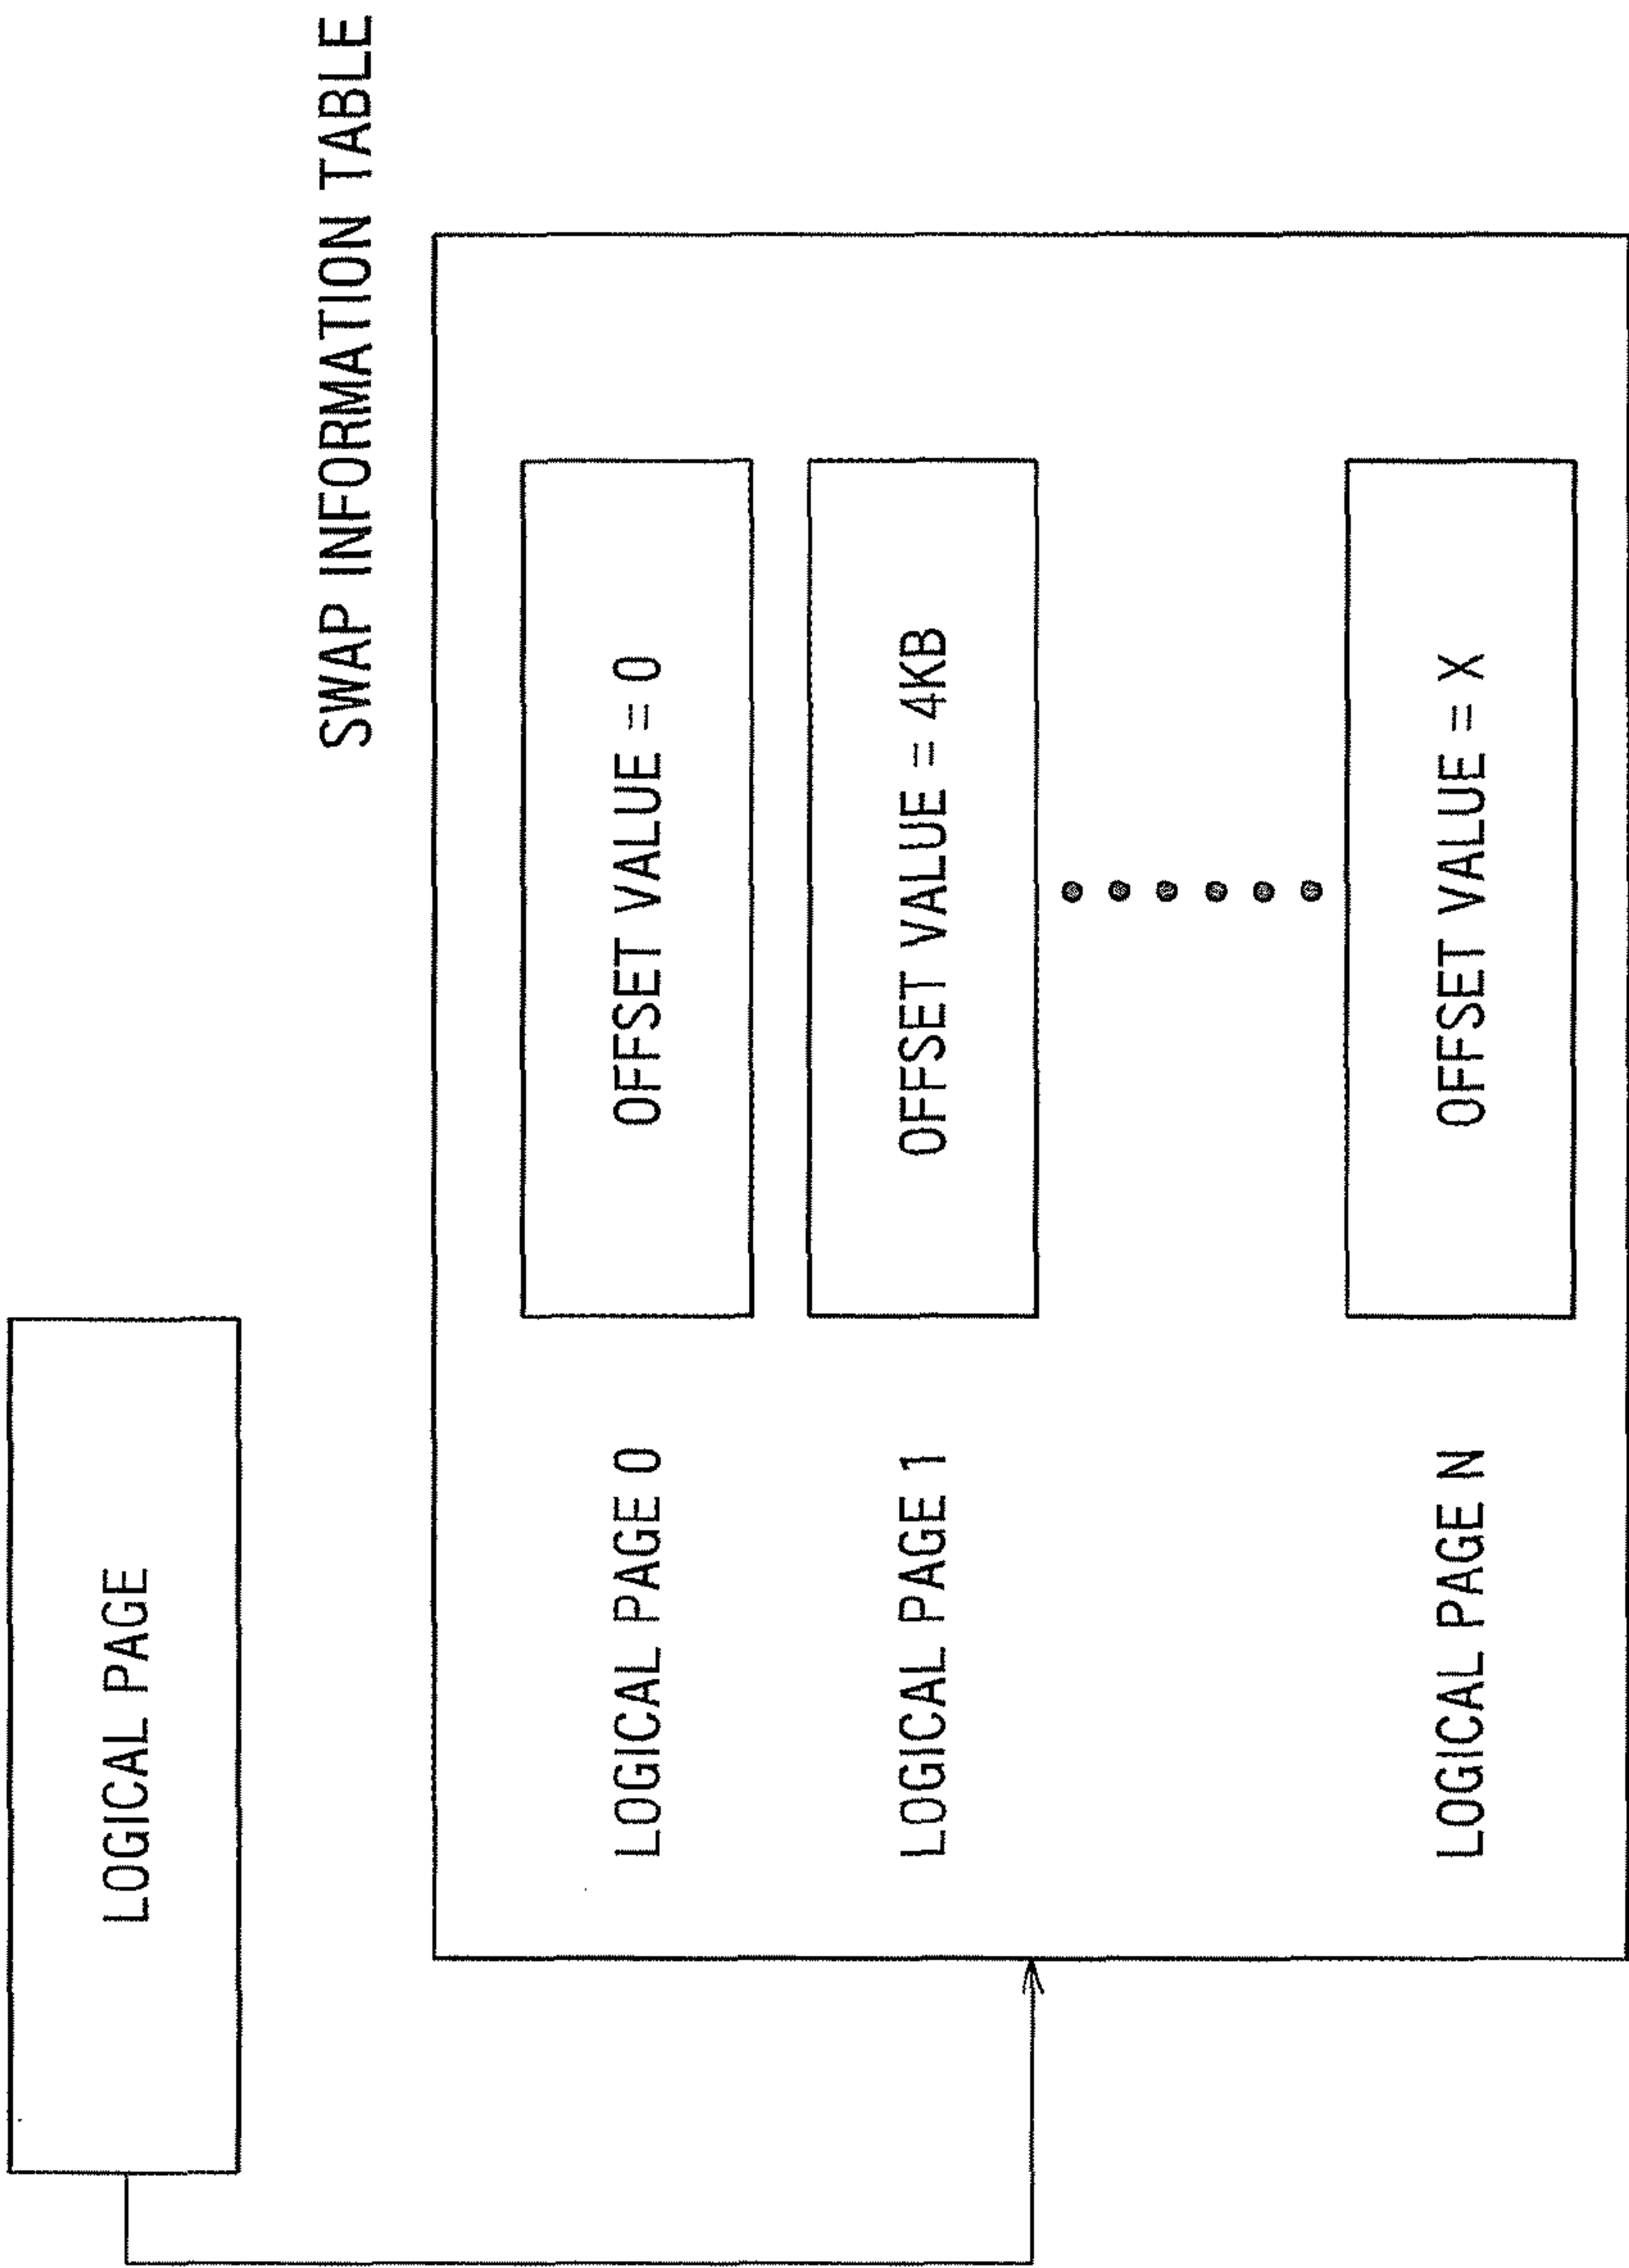 LOGICAL PAGE
SWAP INFORMATION TABLE
LOGICAL PAGE 0
OFFSET VALUE = 0
LOGICAL PAGE 1
OFFSET VALUE = 4KB
LOGICAL PAGE N
OFFSET VALUE = X